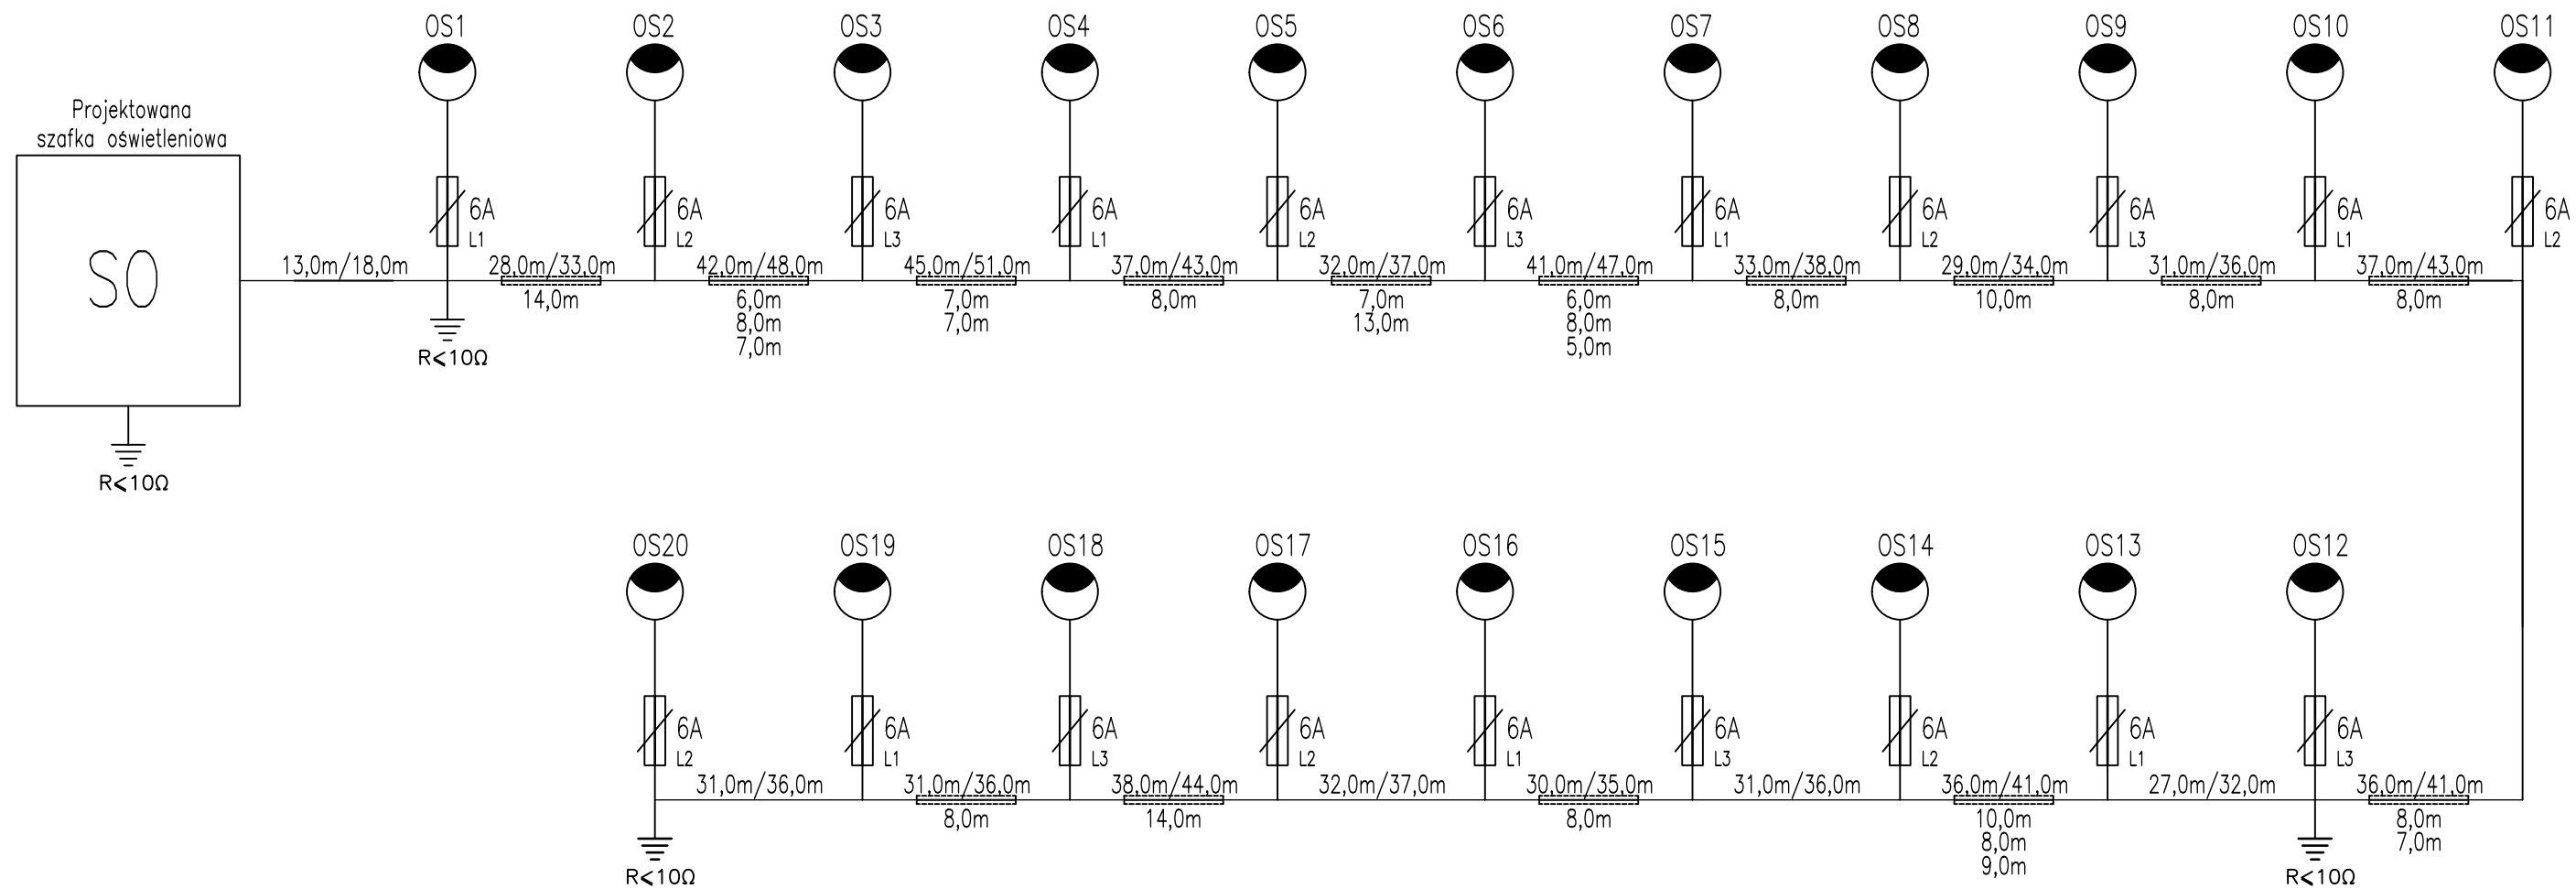 OS1 OS2 OS3 OS4 OS5 OS6 OS7 OS8 OS9 OS10 OS11
Projektowana
szafka oświetleniowa
SO
6A 6A 6A 6A 6A 6A 6A 6A 6A 6A 6A
L1 L2 L3 L1 L2 L3 L1 L2 L3 L1 L2
13,0m/18,0m 28,0m/33,0m 42,0m/48,0m 45,0m/51,0m 37,0m/43,0m 32,0m/37,0m 41,0m/47,0m 33,0m/38,0m 29,0m/34,0m 31,0m/36,0m 37,0m/43,0m
14,0m 6,0m 7,0m 8,0m 7,0m 6,0m 8,0m 10,0m 8,0m 8,0m
8,0m 7,0m 13,0m 8,0m
7,0m 5,0m
R⩽10Ω
R⩽10Ω
OS20 OS19 OS18 OS17 OS16 OS15 OS14 OS13 OS12
6A 6A 6A 6A 6A 6A 6A 6A 6A
L2 L1 L3 L2 L1 L3 L2 L1 L3
31,0m/36,0m 31,0m/36,0m 38,0m/44,0m 32,0m/37,0m 30,0m/35,0m 31,0m/36,0m 36,0m/41,0m 27,0m/32,0m 36,0m/41,0m
8,0m 14,0m 8,0m 10,0m 8,0m
8,0m 7,0m
9,0m
R⩽10Ω R⩽10Ω